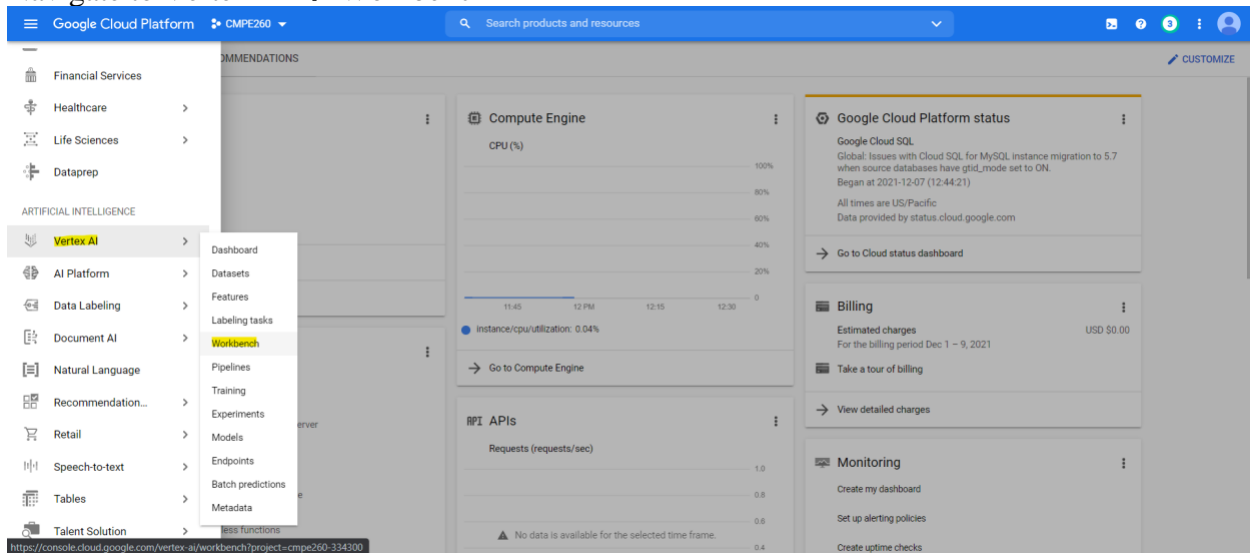 Google Cloud Platform CMPE260 Search products and resources 3
OMMENDATIONS CUSTOMIZE
Financial Services
Healthcare
Life Sciences
Dataprep
ARTIFICIAL INTELLIGENCE
Vertex AI
AI Platform
Data Labeling
Document AI
Natural Language
Recommendation...
Retail
Speech-to-text
Tables
Talent Solution
Dashboard
Datasets
Features
Labeling tasks
Workbench
Pipelines
Training
Experiments
Models
Endpoints
Batch predictions
Metadata
erver
e
less functions
https://console.cloud.google.com/vertex-ai/workbench?project=cmpe260-334300
Compute Engine
CPU (%)
100%
80%
60%
40%
20%
0
11:45 12 PM 12:15 12:30
instance/cpu/utilization: 0.04%
Go to Compute Engine
RPI APIs
Requests (requests/sec)
1.0
0.8
0.6
No data is available for the selected time frame.
0.4
Google Cloud Platform status
Google Cloud SQL
Global: Issues with Cloud SQL for MySQL instance migration to 5.7
when source databases have gtid_mode set to ON.
Began at 2021-12-07 (12:44:21)
All times are US/Pacific
Data provided by status.cloud.google.com
Go to Cloud status dashboard
Billing
Estimated charges USD $0.00
For the billing period Dec 1 – 9, 2021
Take a tour of billing
View detailed charges
Monitoring
Create my dashboard
Set up alerting policies
Create uptime checks